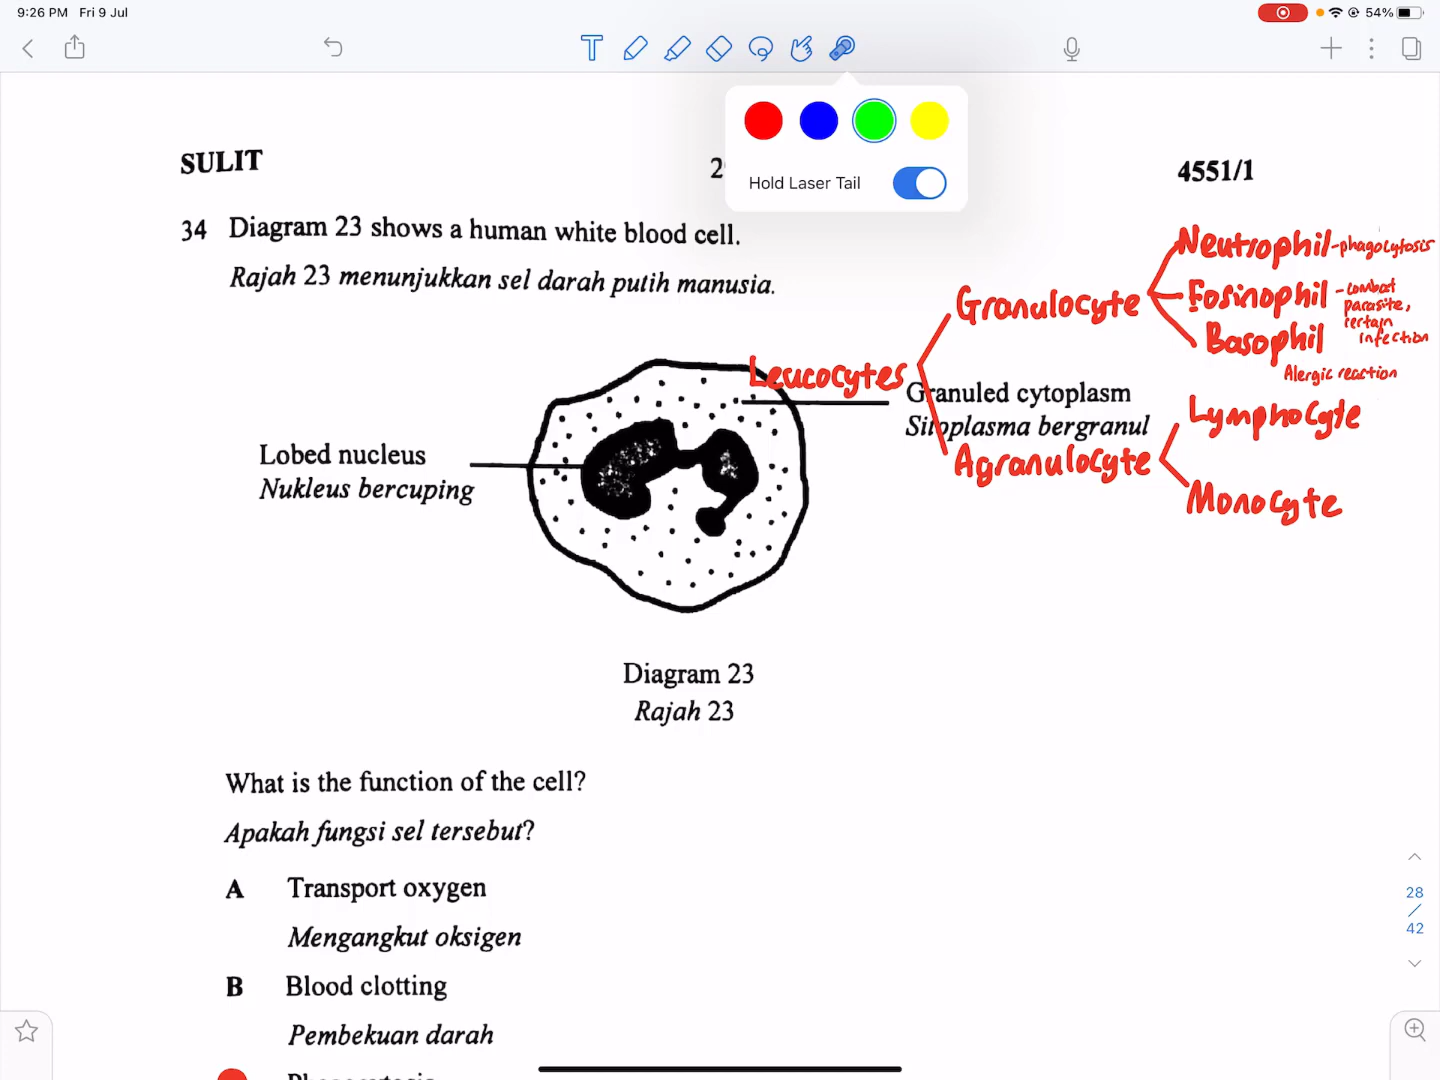 9:26 PM Fri 9 Jul
54%
Hold Laser Tail
SULIT
2
4551/1
34 Diagram 23 shows a human white blood cell.
Rajah 23 menunjukkan sel darah putih manusia.
Leucocytes
Granulocyte
Neutrophil - phagocytosis
Eosinophil - combat
parasite,
certain
infection
Basophil
Alergic reaction
Agranulocyte
Lymphocyte
Monocyte
Granuled cytoplasm
Sitoplasma bergranul
Lobed nucleus
Nukleus bercuping
Diagram 23
Rajah 23
What is the function of the cell?
Apakah fungsi sel tersebut?
A Transport oxygen
Mengangkut oksigen
B Blood clotting
Pembekuan darah
Phagocytosis
28
/
42